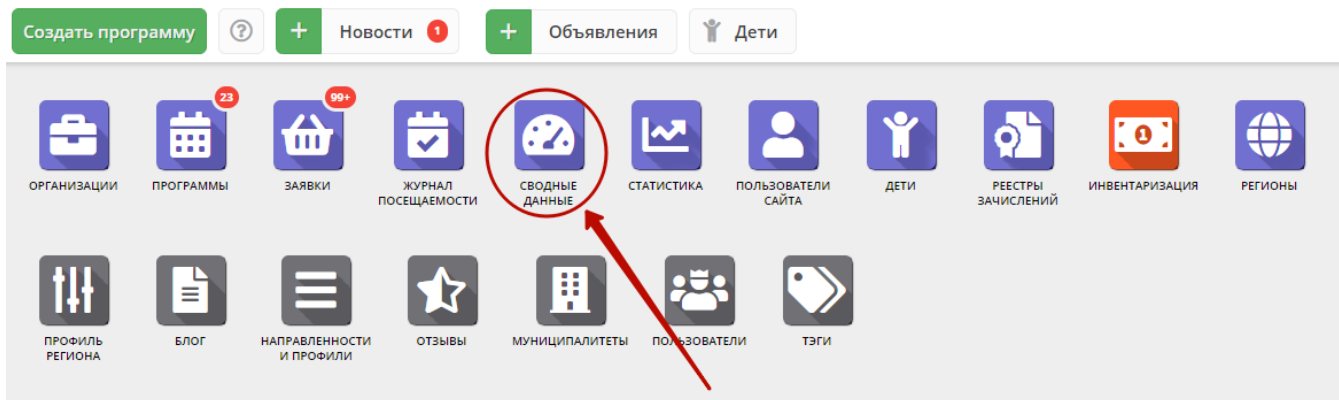 Создать программу ? + Новости 1 + Объявления Дети
23 99+
1
ОРГАНИЗАЦИИ ПРОГРАММЫ ЗАЯВКИ ЖУРНАЛ СВОДНЫЕ СТАТИСТИКА ПОЛЬЗОВАТЕЛИ ДЕТИ РЕЕСТРЫ ИНВЕНТАРИЗАЦИЯ РЕГИОНЫ
ПОСЕЩАЕМОСТИ ДАННЫЕ САЙТА ЗАЧИСЛЕНИЙ
ПРОФИЛЬ БЛОГ НАПРАВЛЕННОСТИ ОТЗЫВЫ МУНИЦИПАЛИТЕТЫ ПОЛЬЗОВАТЕЛИ ТЭГИ
РЕГИОНА И ПРОФИЛИ